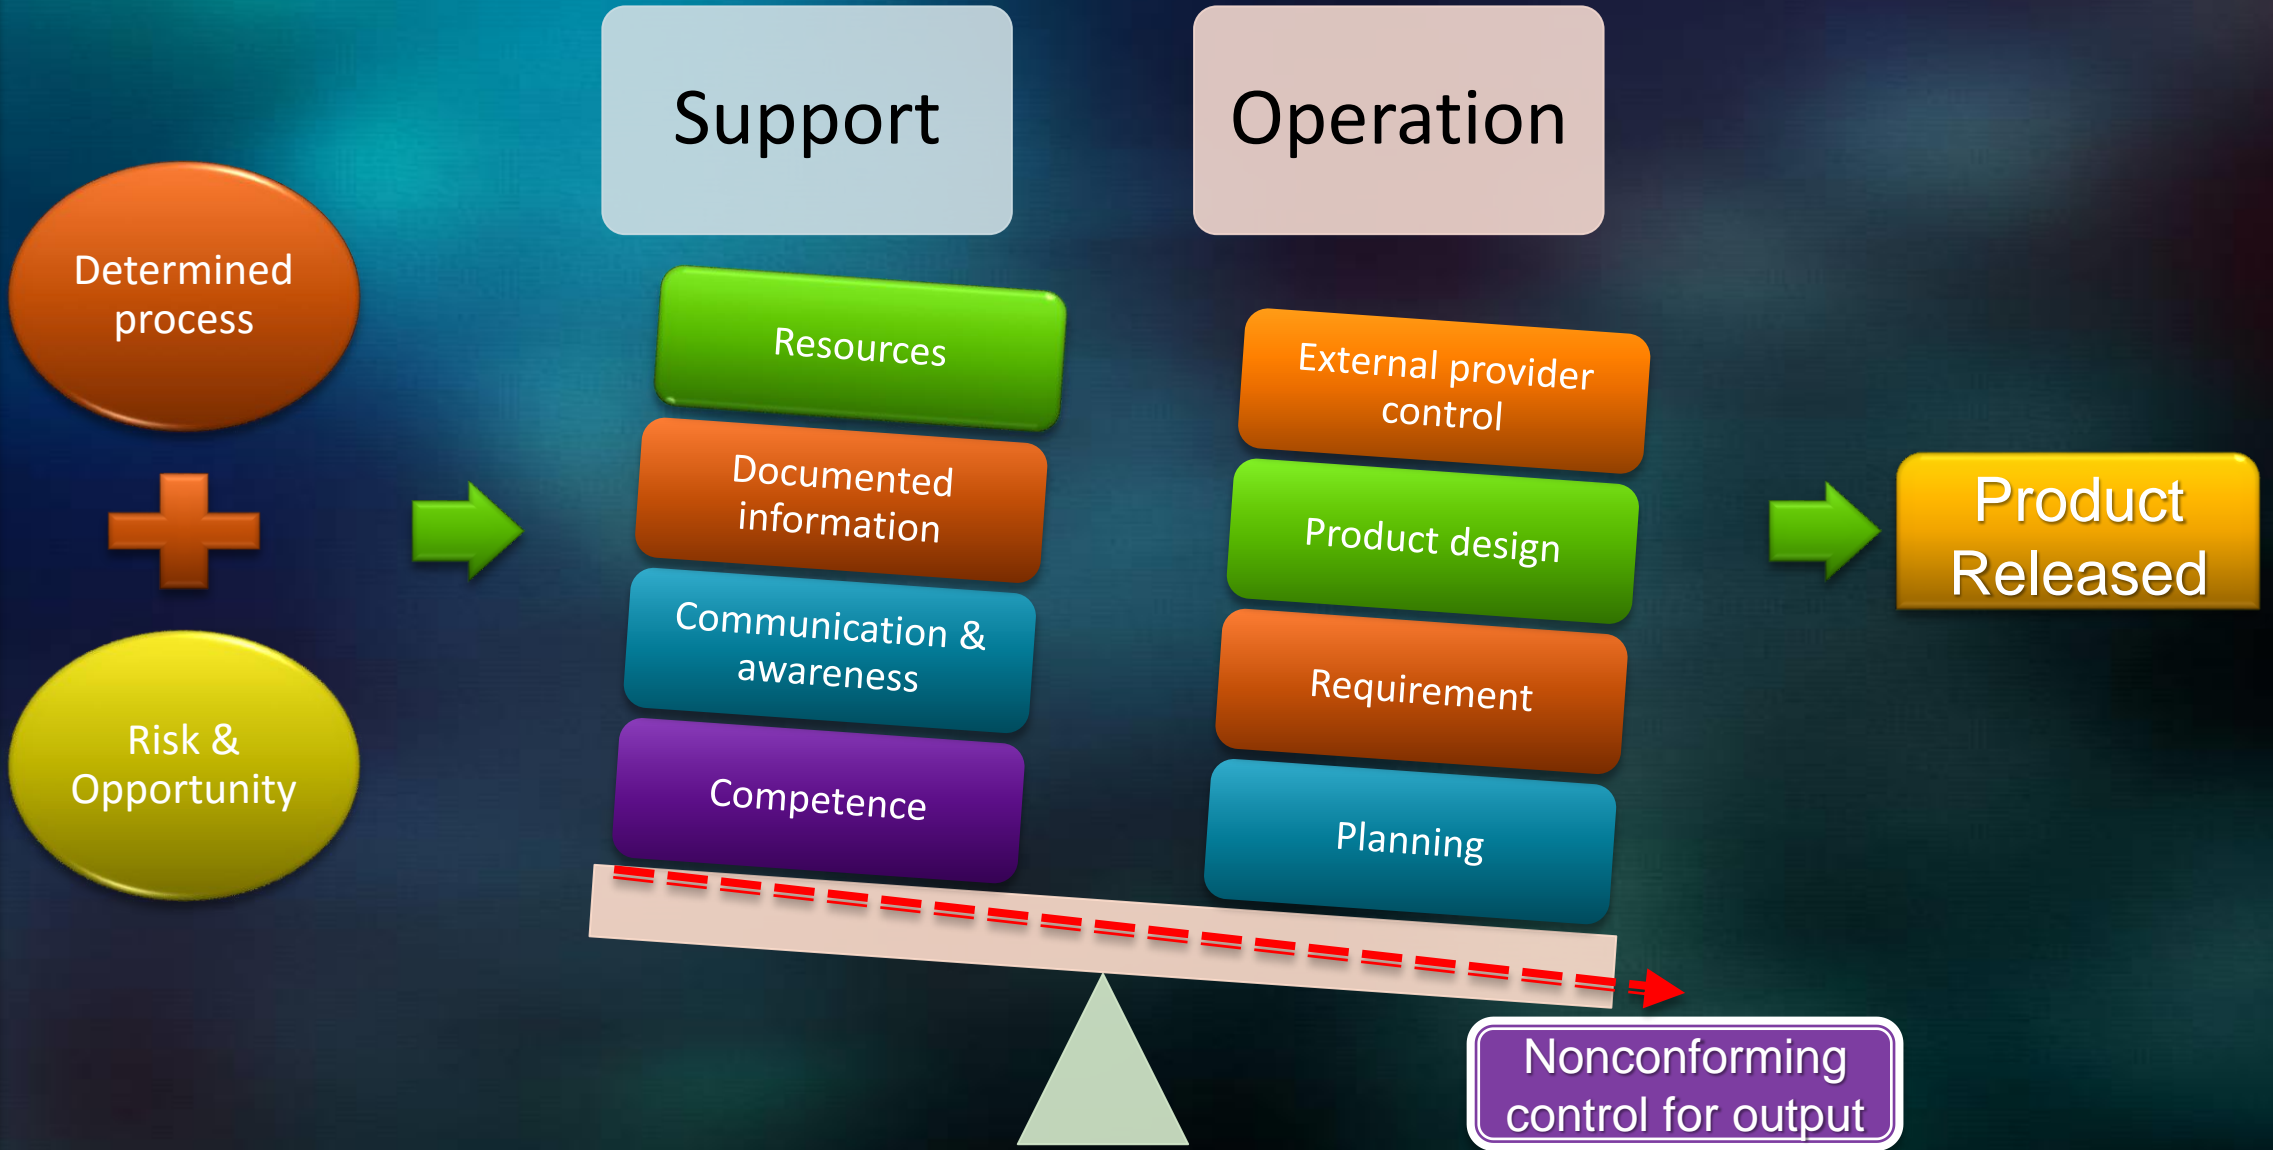 Support
Operation
Determined
process
Risk &
Opportunity
Resources
Documented
information
Communication &
awareness
Competence
External provider
control
Product design
Requirement
Planning
Product
Released
Nonconforming
control for output